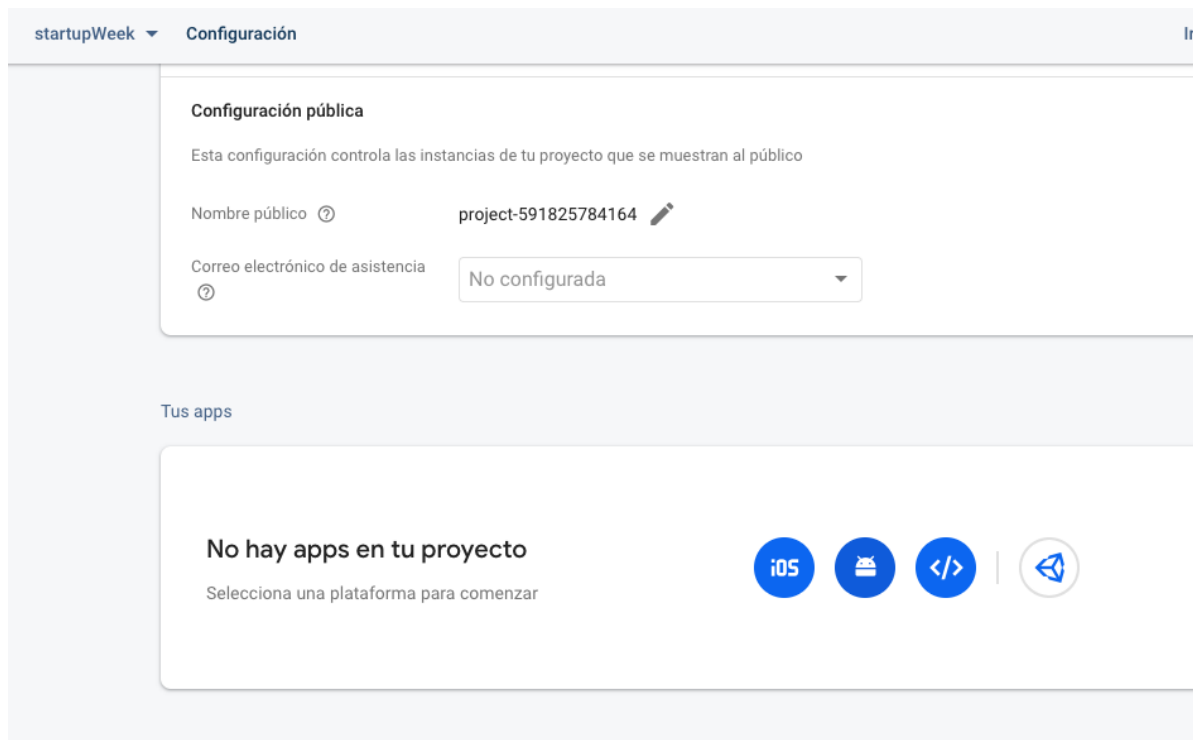 startupWeek Configuración
Configuración pública
Esta configuración controla las instancias de tu proyecto que se muestran al público
Nombre público project-591825784164
Correo electrónico de asistencia No configurada
Tus apps
No hay apps en tu proyecto
Selecciona una plataforma para comenzar
iOS </>